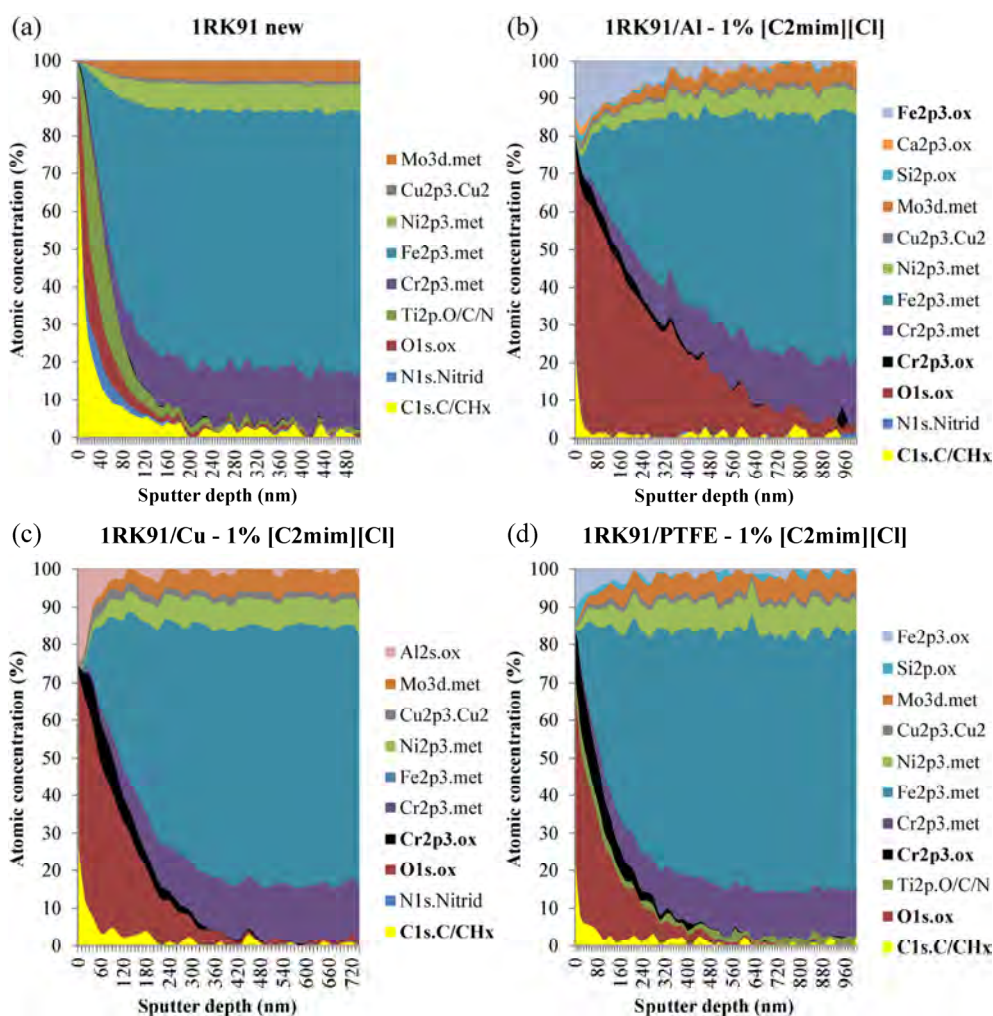 (a) 1RK91 new
Atomic concentration (%)
100
90
80
70
60
50
40
30
20
10
0
0 40 80 120 160 200 240 280 320 360 400 440 480
Sputter depth (nm)
Mo3d.met
Cu2p3.Cu2
Ni2p3.met
Fe2p3.met
Cr2p3.met
Ti2p.O/C/N
O1s.ox
N1s.Nitrid
C1s.C/CHx
(b) 1RK91/Al - 1% [C2mim][Cl]
Atomic concentration (%)
100
90
80
70
60
50
40
30
20
10
0
0 80 160 240 320 400 480 560 640 720 800 880 960
Sputter depth (nm)
Fe2p3.ox
Ca2p3.ox
Si2p.ox
Mo3d.met
Cu2p3.Cu2
Ni2p3.met
Fe2p3.met
Cr2p3.met
Cr2p3.ox
O1s.ox
N1s.Nitrid
C1s.C/CHx
(c) 1RK91/Cu - 1% [C2mim][Cl]
Atomic concentration (%)
100
90
80
70
60
50
40
30
20
10
0
0 60 120 180 240 300 360 420 480 540 600 660 720
Sputter depth (nm)
Al2s.ox
Mo3d.met
Cu2p3.Cu2
Ni2p3.met
Fe2p3.met
Cr2p3.met
Cr2p3.ox
O1s.ox
N1s.Nitrid
C1s.C/CHx
(d) 1RK91/PTFE - 1% [C2mim][Cl]
Atomic concentration (%)
100
90
80
70
60
50
40
30
20
10
0
0 80 160 240 320 400 480 560 640 720 800 880 960
Sputter depth (nm)
Fe2p3.ox
Si2p.ox
Mo3d.met
Cu2p3.Cu2
Ni2p3.met
Fe2p3.met
Cr2p3.met
Cr2p3.ox
Ti2p.O/C/N
O1s.ox
C1s.C/CHx